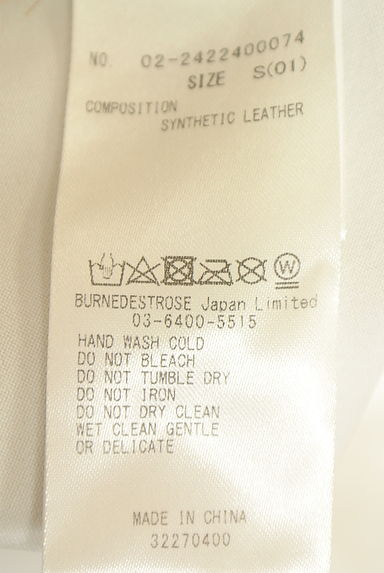 NO. 02-2422400074
SIZE S(01)
COMPOSITION
SYNTHETIC LEATHER
W
BURNEDESTROSE Japan Limited
03-6400-5515
HAND WASH COLD
DO NOT BLEACH
DO NOT TUMBLE DRY
DO NOT IRON
DO NOT DRY CLEAN
WET CLEAN GENTLE
OR DELICATE
MADE IN CHINA
32270400